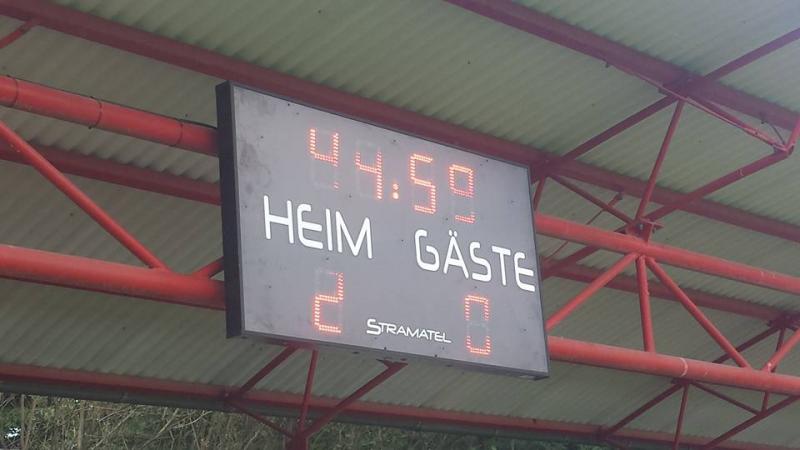 44:59
HEIM GÄSTE
2 STRAMATEL 0